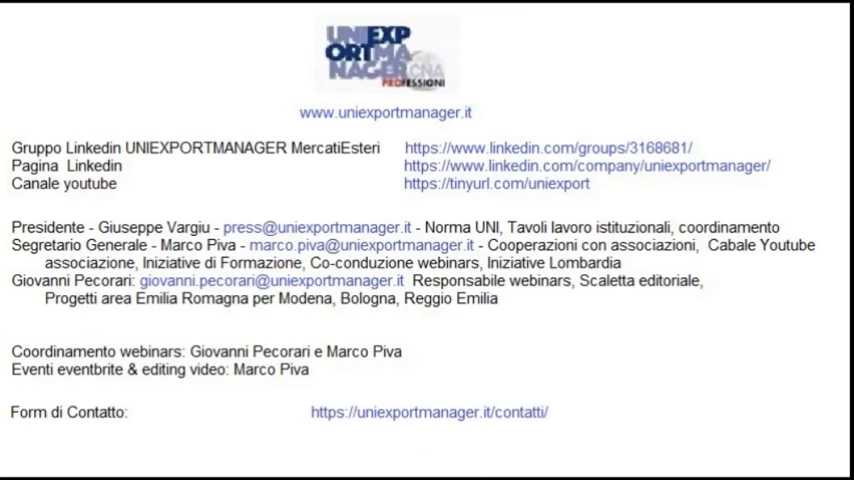 UNIEXP
ORTMA
NAGER CNA
PROFESSIONI
www.uniexportmanager.it
Gruppo Linkedin UNIEXPORTMANAGER MercatiEsteri https://www.linkedin.com/groups/3168681/
Pagina Linkedin https://www.linkedin.com/company/uniexportmanager/
Canale youtube https://tinyurl.com/uniexport
Presidente - Giuseppe Vargiu - press@uniexportmanager.it - Norma UNI, Tavoli lavoro istituzionali, coordinamento
Segretario Generale - Marco Piva - marco.piva@uniexportmanager.it - Cooperazioni con associazioni, Cabale Youtube
associazione, Iniziative di Formazione, Co-conduzione webinars, Iniziative Lombardia
Giovanni Pecorari: giovanni.pecorari@uniexportmanager.it Responsabile webinars, Scaletta editoriale,
Progetti area Emilia Romagna per Modena, Bologna, Reggio Emilia
Coordinamento webinars: Giovanni Pecorari e Marco Piva
Eventi eventbrite & editing video: Marco Piva
Form di Contatto: https://uniexportmanager.it/contatti/